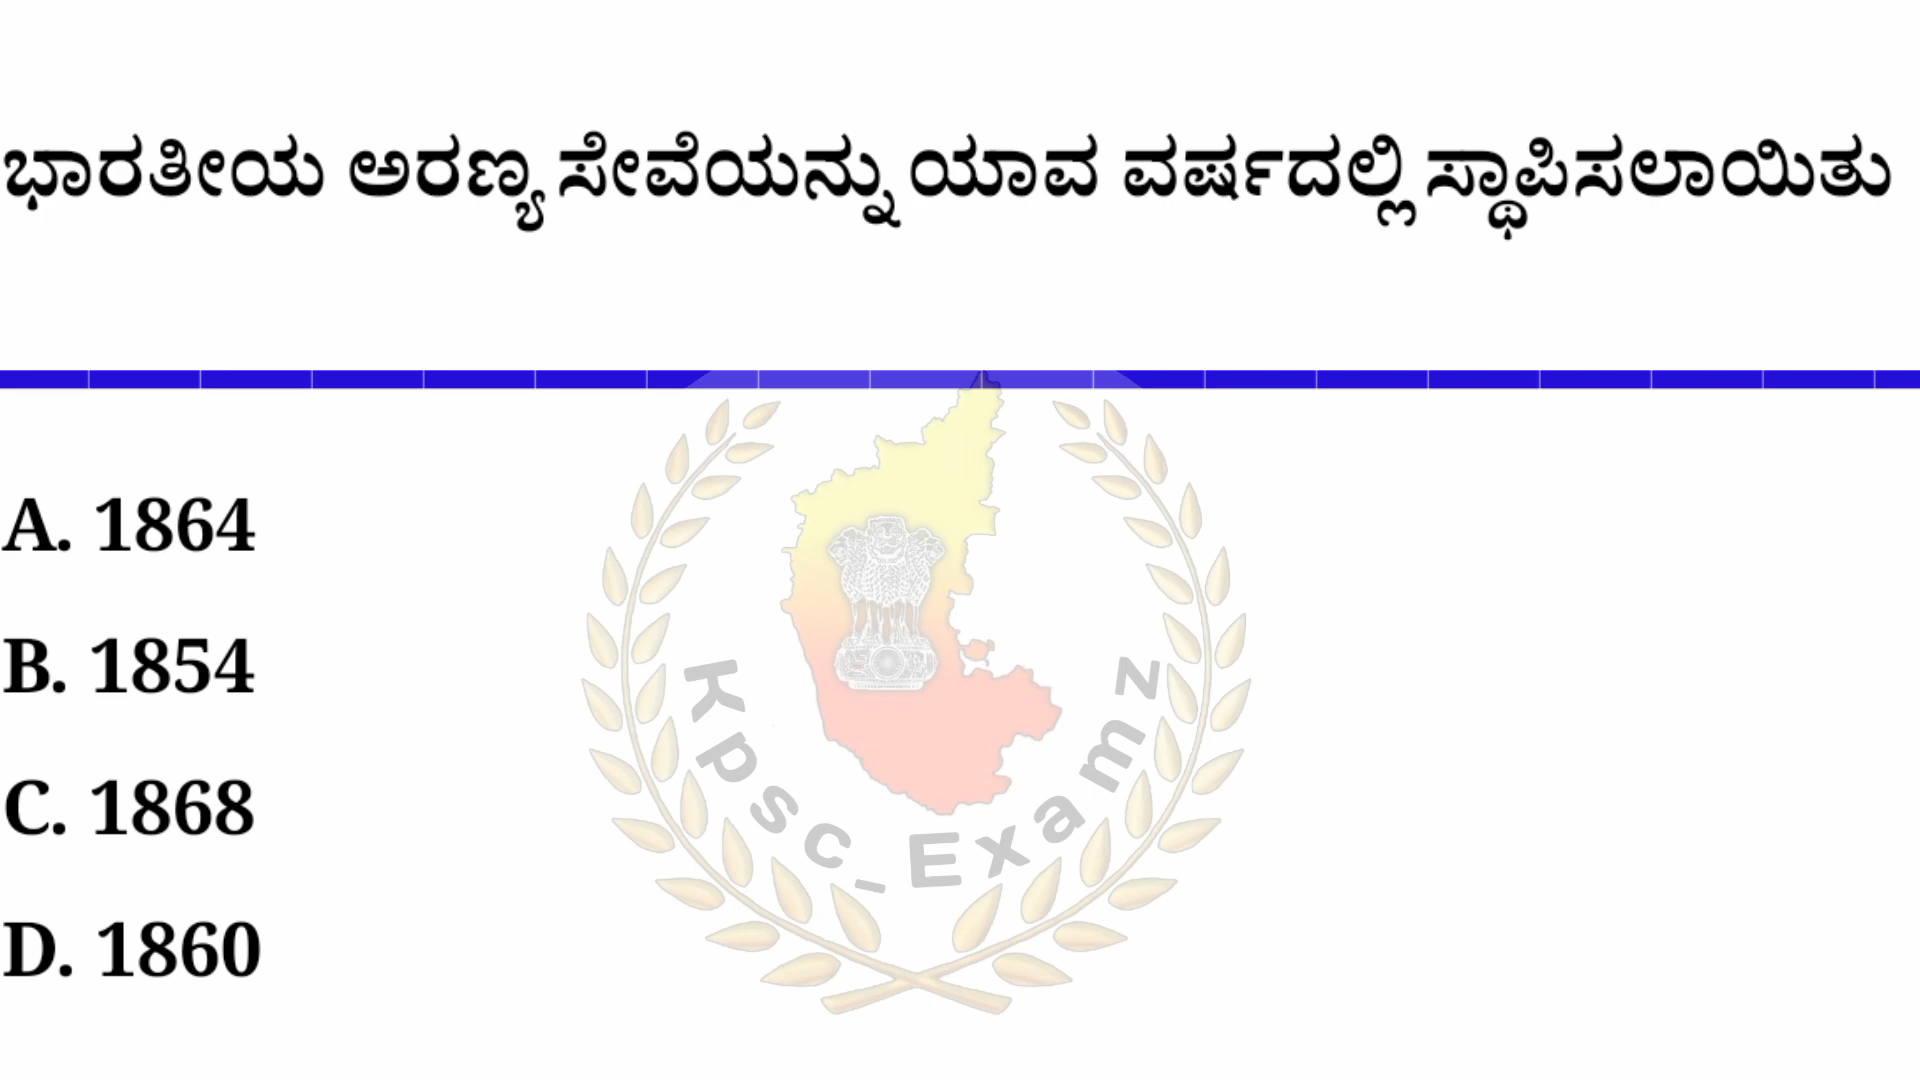 ಭಾರತೀಯ ಅರಣ್ಯ ಸೇವೆಯನ್ನು ಯಾವ ವರ್ಷದಲ್ಲಿ ಸ್ಥಾಪಿಸಲಾಯಿತು
A. 1864
B. 1854
C. 1868
D. 1860
Kpsc_Examz